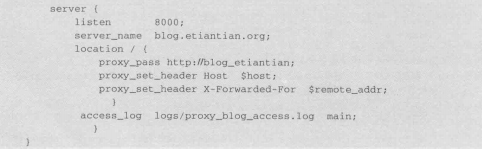 server {
listen 8000;
server_name blog.etiantian.org;
location / {
proxy_pass http://blog_etiantian;
proxy_set_header Host $host;
proxy_set_header X-Forwarded-For $remote_addr;
}
access_log logs/proxy_blog_access.log main;
}
}